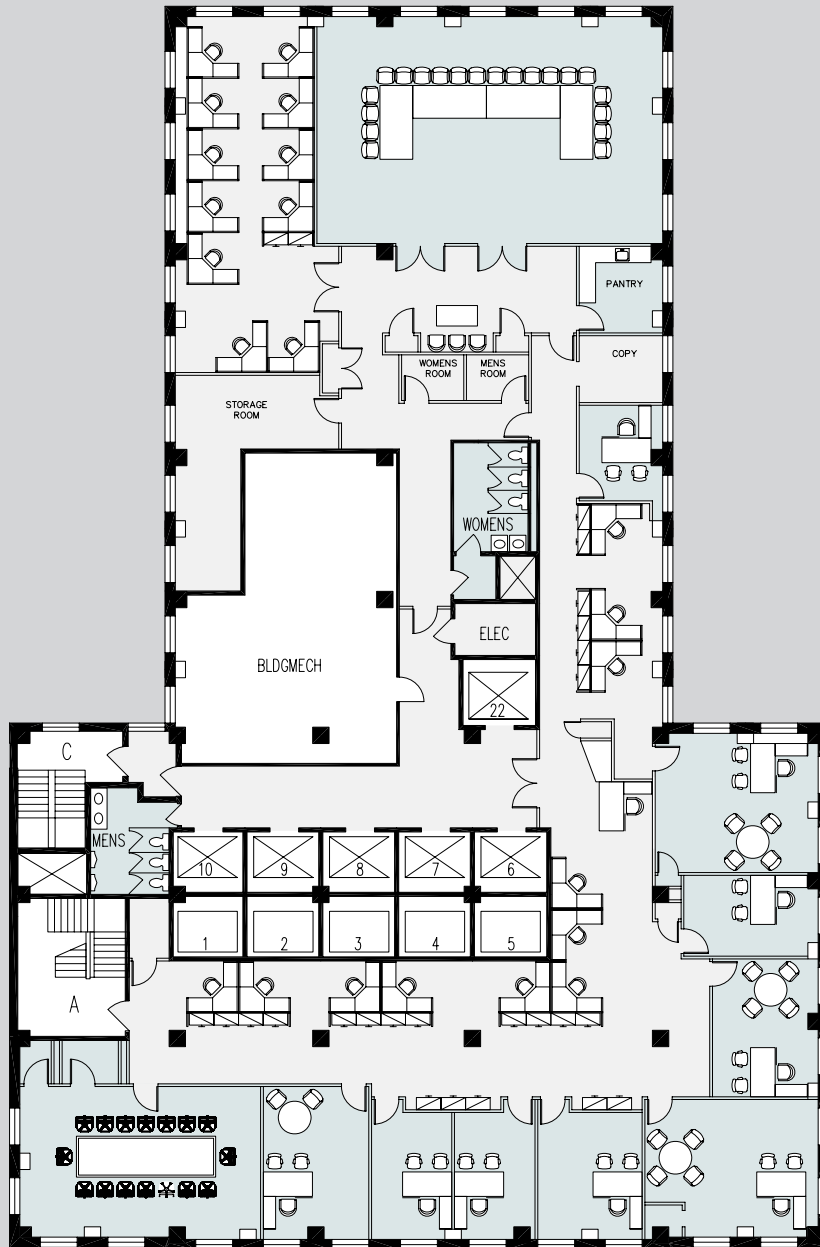 PANTRY
COPY
WOMENS
ROOM
MENS
ROOM
STORAGE
ROOM
WOMENS
ELEC
BLDGMECH
22
C
MENS
10
9
8
7
6
1
2
3
4
5
A